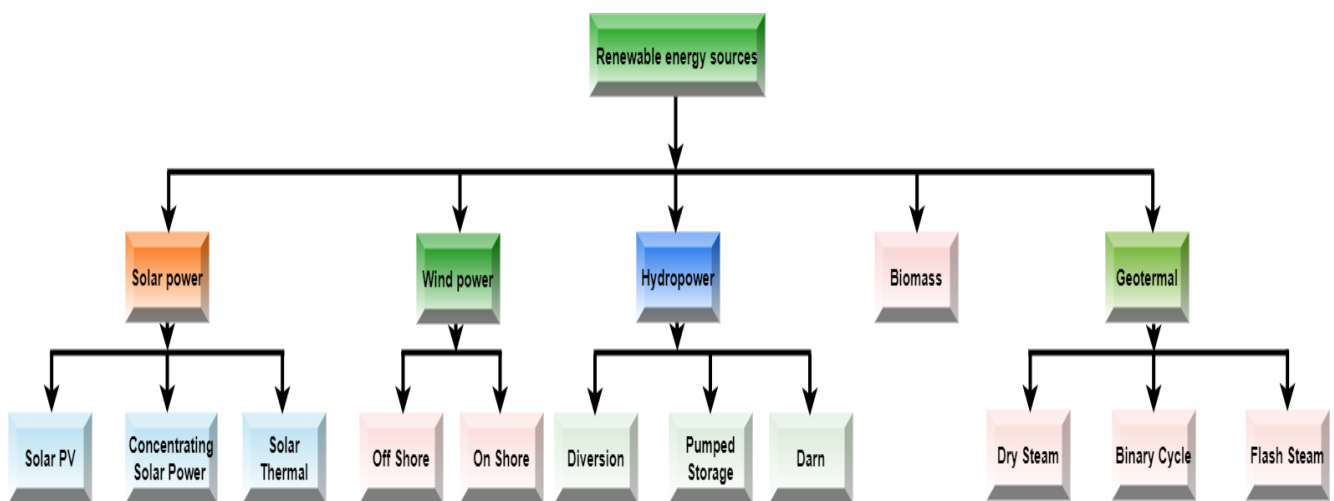 Renewable energy sources
Solar power
Wind power
Hydropower
Biomass
Geotermal
Solar PV
Concentrating
Solar Power
Solar
Thermal
Off Shore
On Shore
Diversion
Pumped
Storage
Darn
Dry Steam
Binary Cycle
Flash Steam